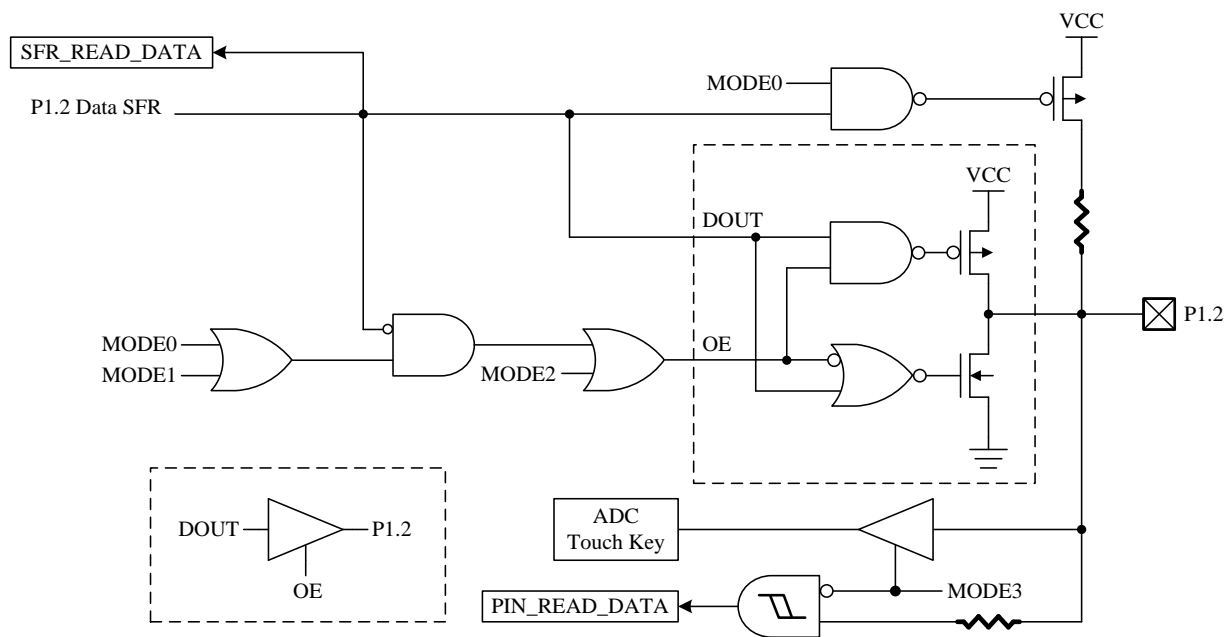 VCC
SFR_READ_DATA
MODE0
P1.2 Data SFR
VCC
DOUT
P1.2
MODE0
MODE1
MODE2
OE
DOUT
P1.2
OE
ADC
Touch Key
MODE3
PIN_READ_DATA